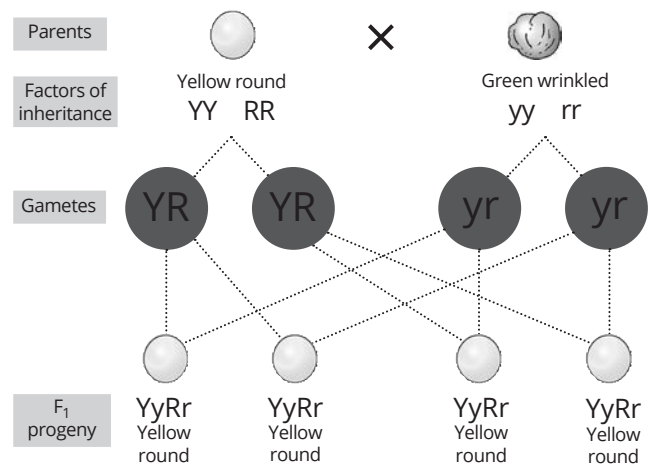 Parents
×
Yellow round
Green wrinkled
Factors of
inheritance
YY RR
yy rr
Gametes
YR
YR
yr
yr
F₁
progeny
YyRr
Yellow
round
YyRr
Yellow
round
YyRr
Yellow
round
YyRr
Yellow
round